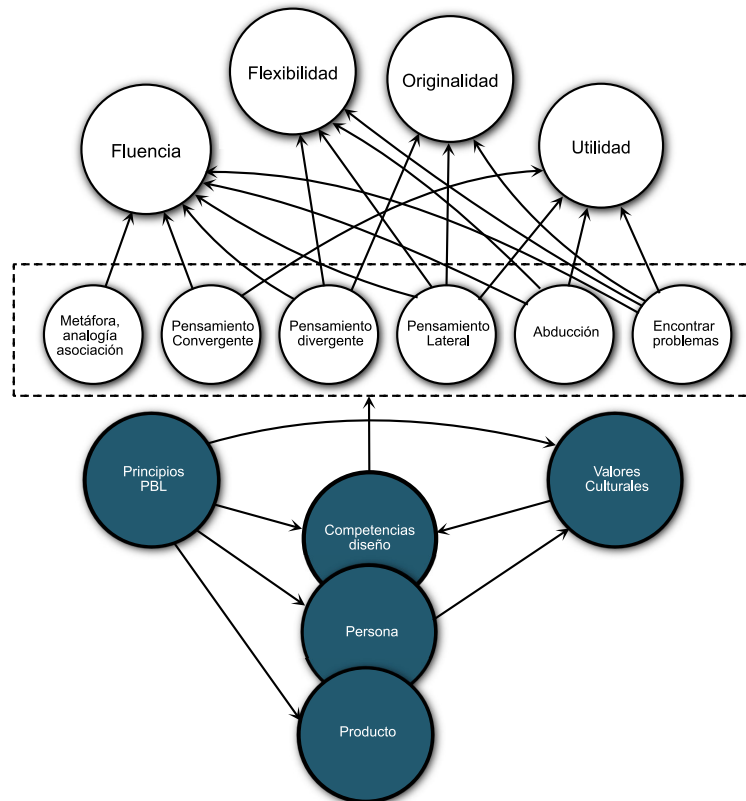 Flexibilidad
Originalidad
Fluencia
Utilidad
Metáfora,
analogía
asociación
Pensamiento
Convergente
Pensamiento
divergente
Pensamiento
Lateral
Abducción
Encontrar
problemas
Principios
PBL
Valores
Culturales
Competencias
diseño
Persona
Producto